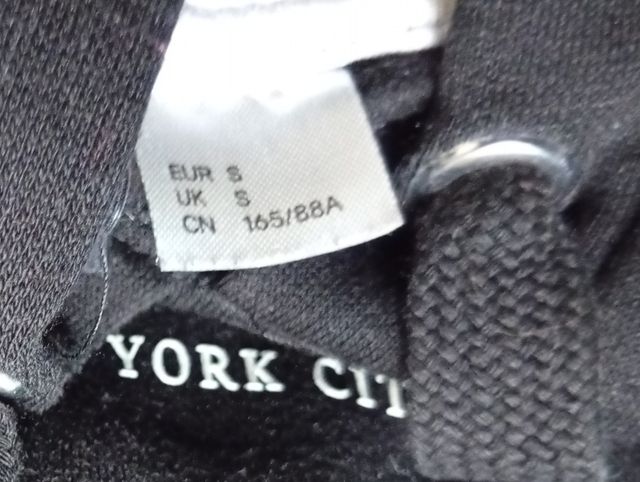 EUR S
UK S
CN 165/88A
YORK CIT